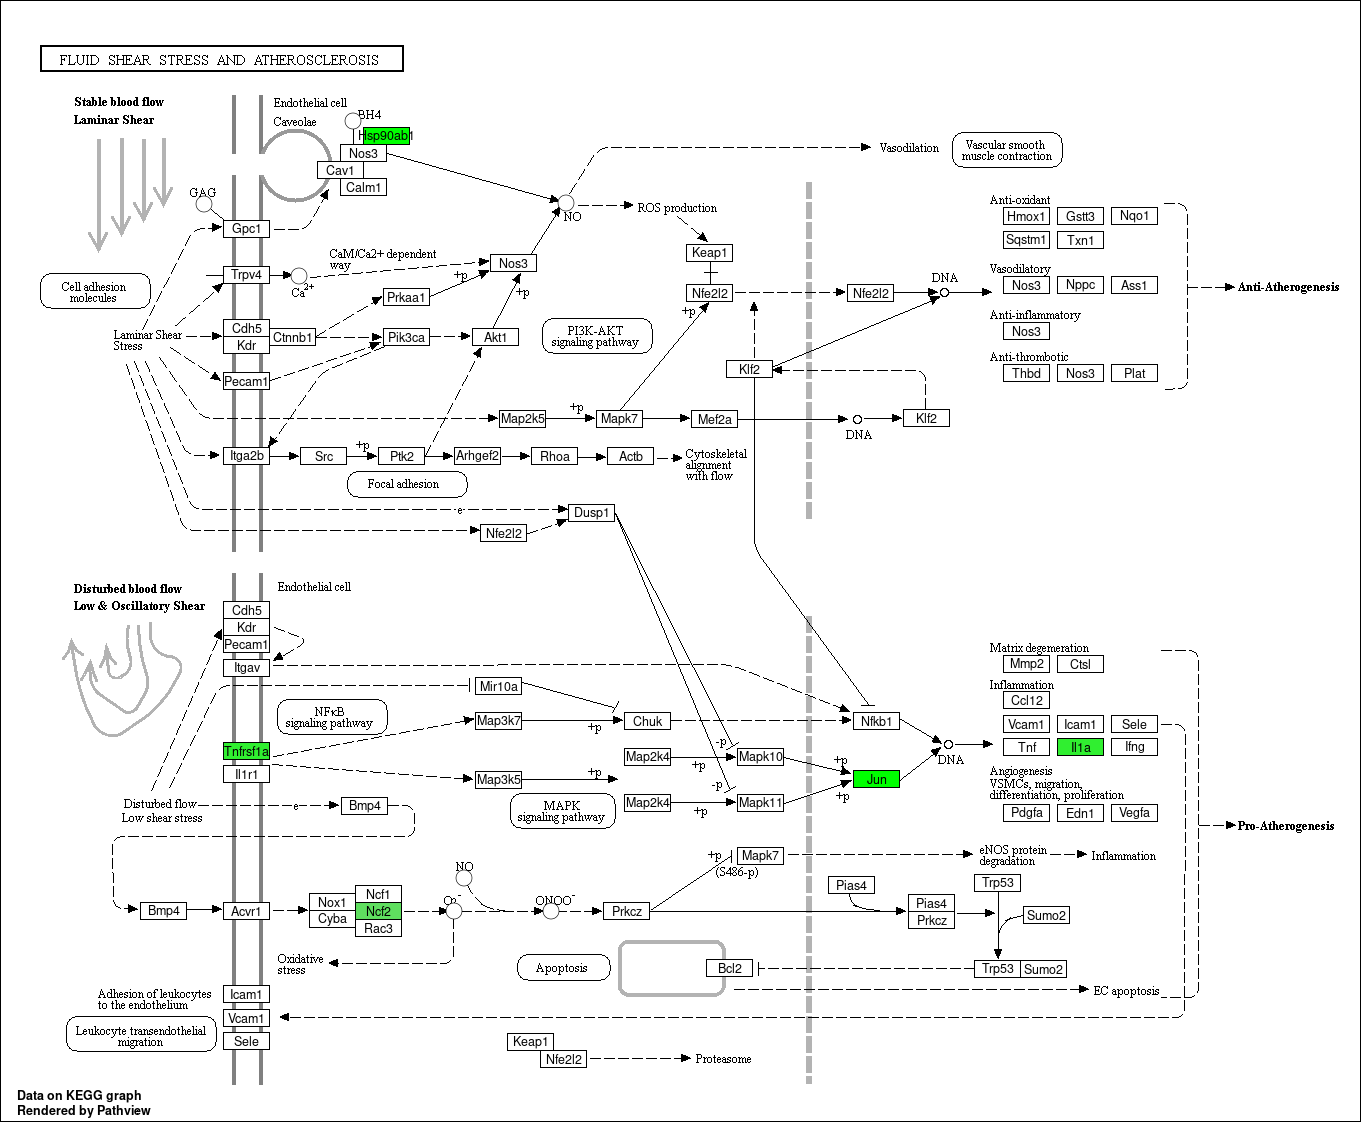 FLUID SHEAR STRESS AND ATHEROSCLEROSIS
Stable blood flow
Laminar Shear
Endothelial cell
Caveolae
BH4
Hsp90ab1
Nos3
Cav1
Calm1
Vasodilation
Vascular smooth
muscle contraction
GAG
Gpc1
NO
ROS production
Anti-oxidant
Hmox1
Gstt3
Nqo1
Sqstm1
Txn1
Keap1
CaM/Ca2+ dependent
way
Nos3
Trpv4
Ca2+
+p
+p
Cell adhesion
molecules
Prkaa1
Nfe2l2
+p
Nfe2l2
DNA
Vasodilatory
Nos3
Nppc
Ass1
Anti-Atherogenesis
Anti-inflammatory
Nos3
Laminar Shear
Stress
Cdh5
Kdr
Ctnnb1
Pik3ca
Akt1
PI3K-AKT
signaling pathway
Anti-thrombotic
Thbd
Nos3
Plat
Klf2
Pecam1
Map2k5
+p
Mapk7
Mef2a
DNA
Klf2
Itga2b
Src
+p
Ptk2
Arhgef2
Rhoa
Actb
Cytoskeletal
alignment
with flow
Focal adhesion
e
Dusp1
Nfe2l2
Disturbed blood flow
Low & Oscillatory Shear
Endothelial cell
Cdh5
Kdr
Pecam1
Itgav
Matrix degeneration
Mmp2
Ctsl
Mir10a
Inflammation
Ccl12
NFκB
signaling pathway
Map3k7
Chuk
+p
Nfkb1
Vcam1
Icam1
Sele
Tnf
Il1a
Ifng
Tnfrsf1a
Il1r1
-p
Map2k4
+p
Mapk10
+p
DNA
Map3k5
+p
Jun
Angiogenesis
VSMCs, migration,
differentiation, proliferation
Pdgfa
Edn1
Vegfa
-p
Map2k4
+p
Mapk11
+p
MAPK
signaling pathway
Disturbed flow
Low shear stress
e
Bmp4
Pro-Atherogenesis
+p
Mapk7
(S486-p)
eNOS protein
degradation
Inflammation
NO
Bmp4
Acvr1
Nox1
Cyba
Ncf1
Ncf2
Rac3
O2-
ONOO-
Prkcz
Pias4
Pias4
Prkcz
Trp53
Sumo2
Oxidative
stress
Apoptosis
Bcl2
Trp53
Sumo2
EC apoptosis
Adhesion of leukocytes
to the endothelium
Icam1
Vcam1
Sele
Leukocyte transendothelial
migration
Keap1
Nfe2l2
Proteasome
Data on KEGG graph
Rendered by Pathview